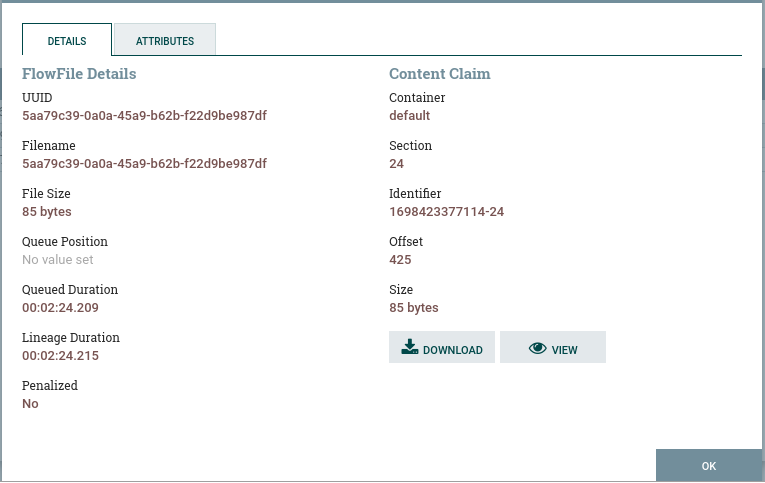 DETAILS
ATTRIBUTES
FlowFile Details
UUID
5aa79c39-0a0a-45a9-b62b-f22d9be987df
Filename
5aa79c39-0a0a-45a9-b62b-f22d9be987df
File Size
85 bytes
Queue Position
No value set
Queued Duration
00:02:24.209
Lineage Duration
00:02:24.215
Penalized
No
Content Claim
Container
default
Section
24
Identifier
1698423377114-24
Offset
425
Size
85 bytes
DOWNLOAD
VIEW
OK